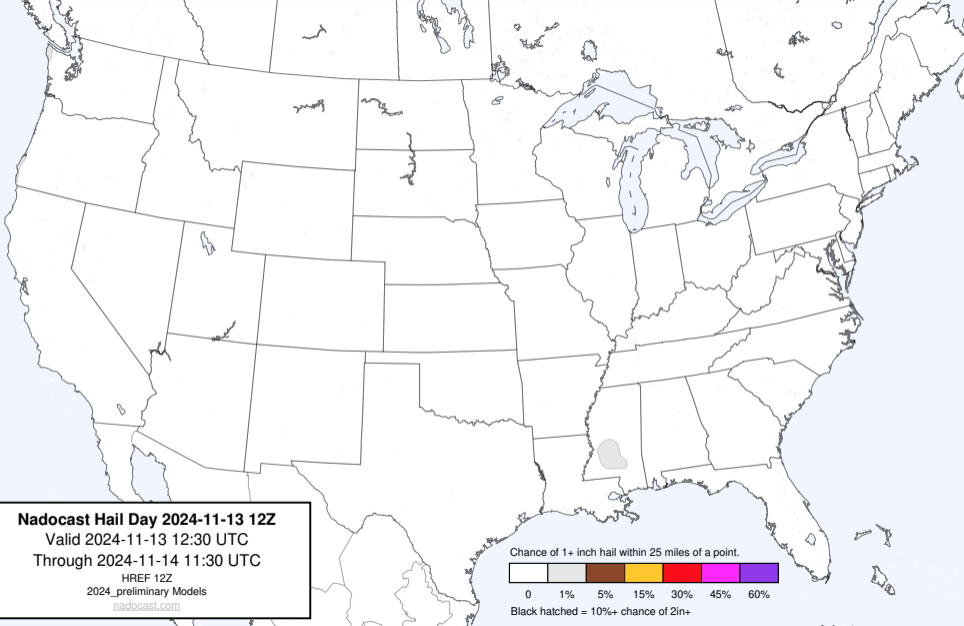 Nadocast Hail Day 2024-11-13 12Z
Valid 2024-11-13 12:30 UTC
Through 2024-11-14 11:30 UTC
HREF 12Z
2024_preliminary Models
nadocast.com
Chance of 1+ inch hail within 25 miles of a point.
0 1% 5% 15% 30% 45% 60%
Black hatched = 10%+ chance of 2in+